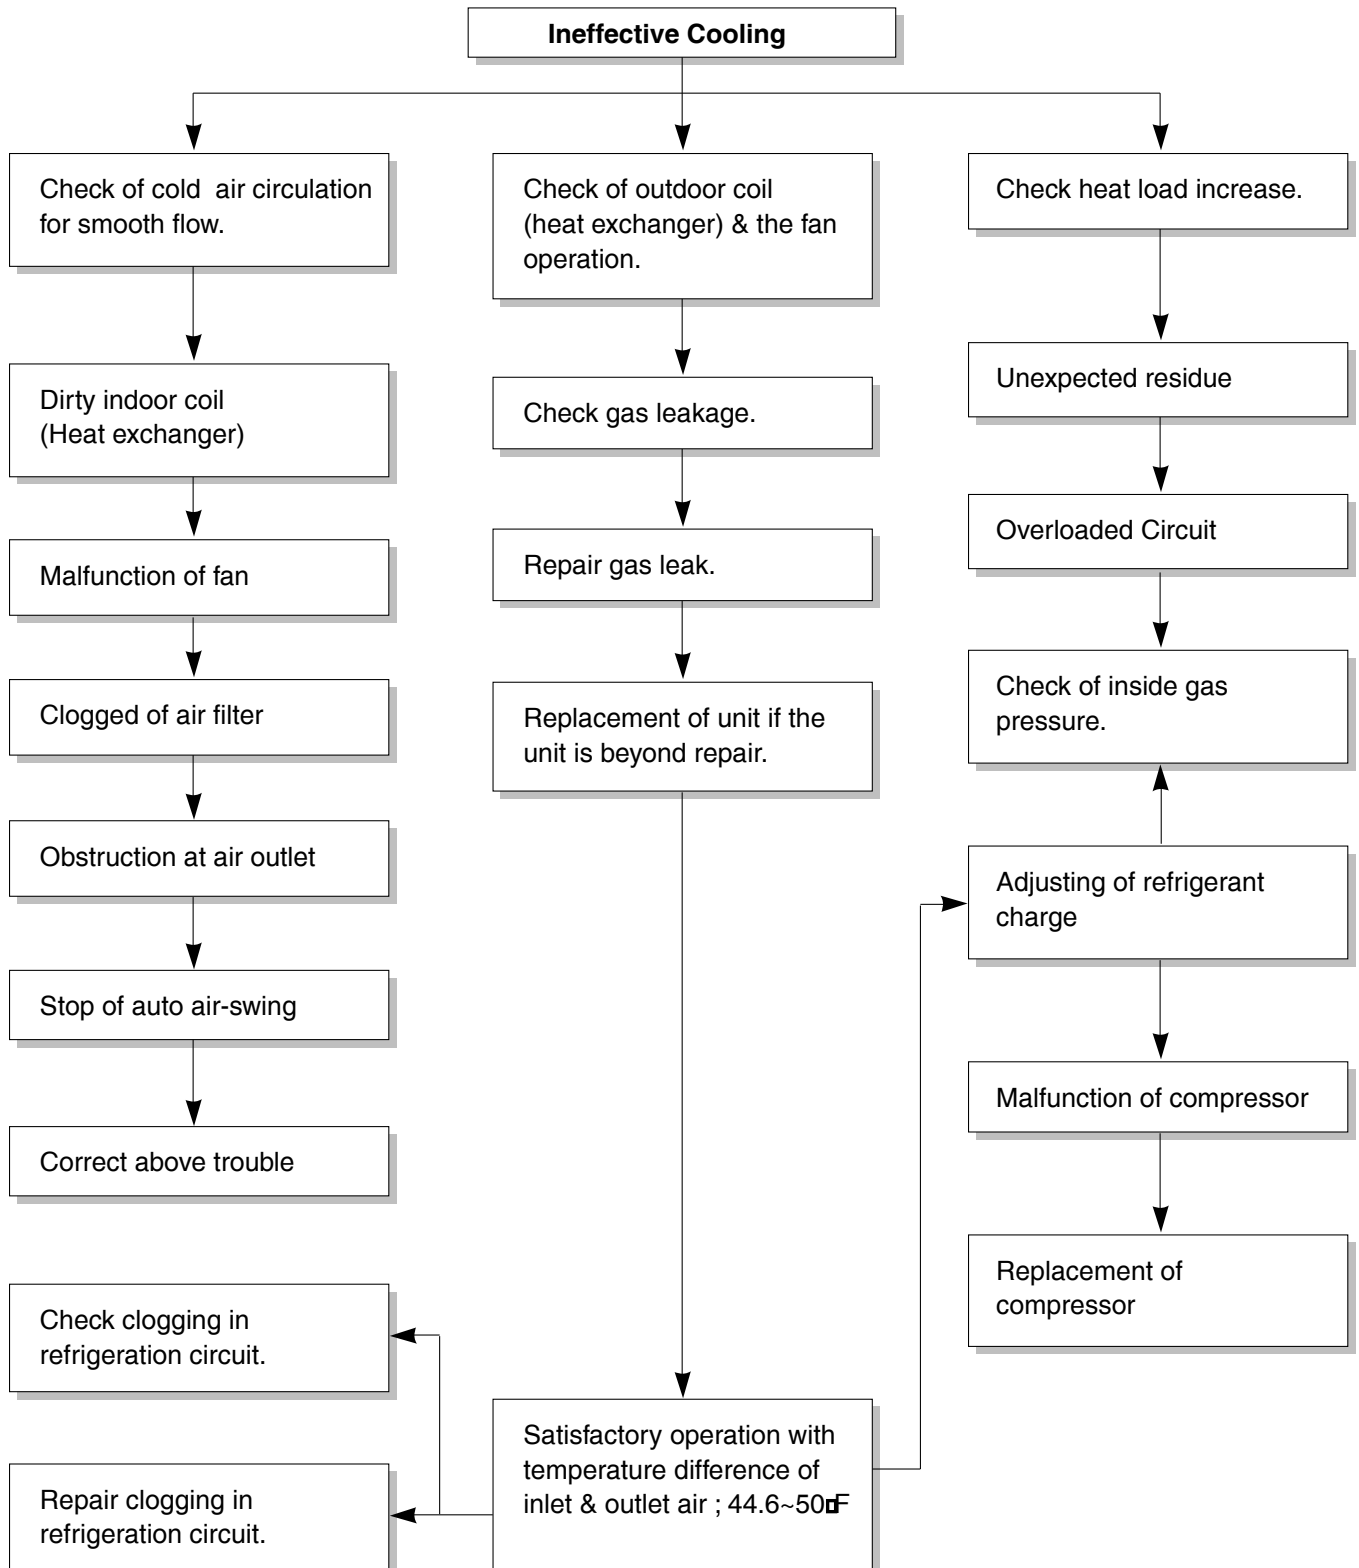 Ineffective Cooling
Check of cold air circulation
for smooth flow.
Dirty indoor coil
(Heat exchanger)
Malfunction of fan
Clogged of air filter
Obstruction at air outlet
Stop of auto air-swing
Correct above trouble
Check clogging in
refrigeration circuit.
Repair clogging in
refrigeration circuit.
Check of outdoor coil
(heat exchanger) & the fan
operation.
Check gas leakage.
Repair gas leak.
Replacement of unit if the
unit is beyond repair.
Satisfactory operation with
temperature difference of
inlet & outlet air ; 44.6~50□F
Check heat load increase.
Unexpected residue
Overloaded Circuit
Check of inside gas
pressure.
Adjusting of refrigerant
charge
Malfunction of compressor
Replacement of
compressor